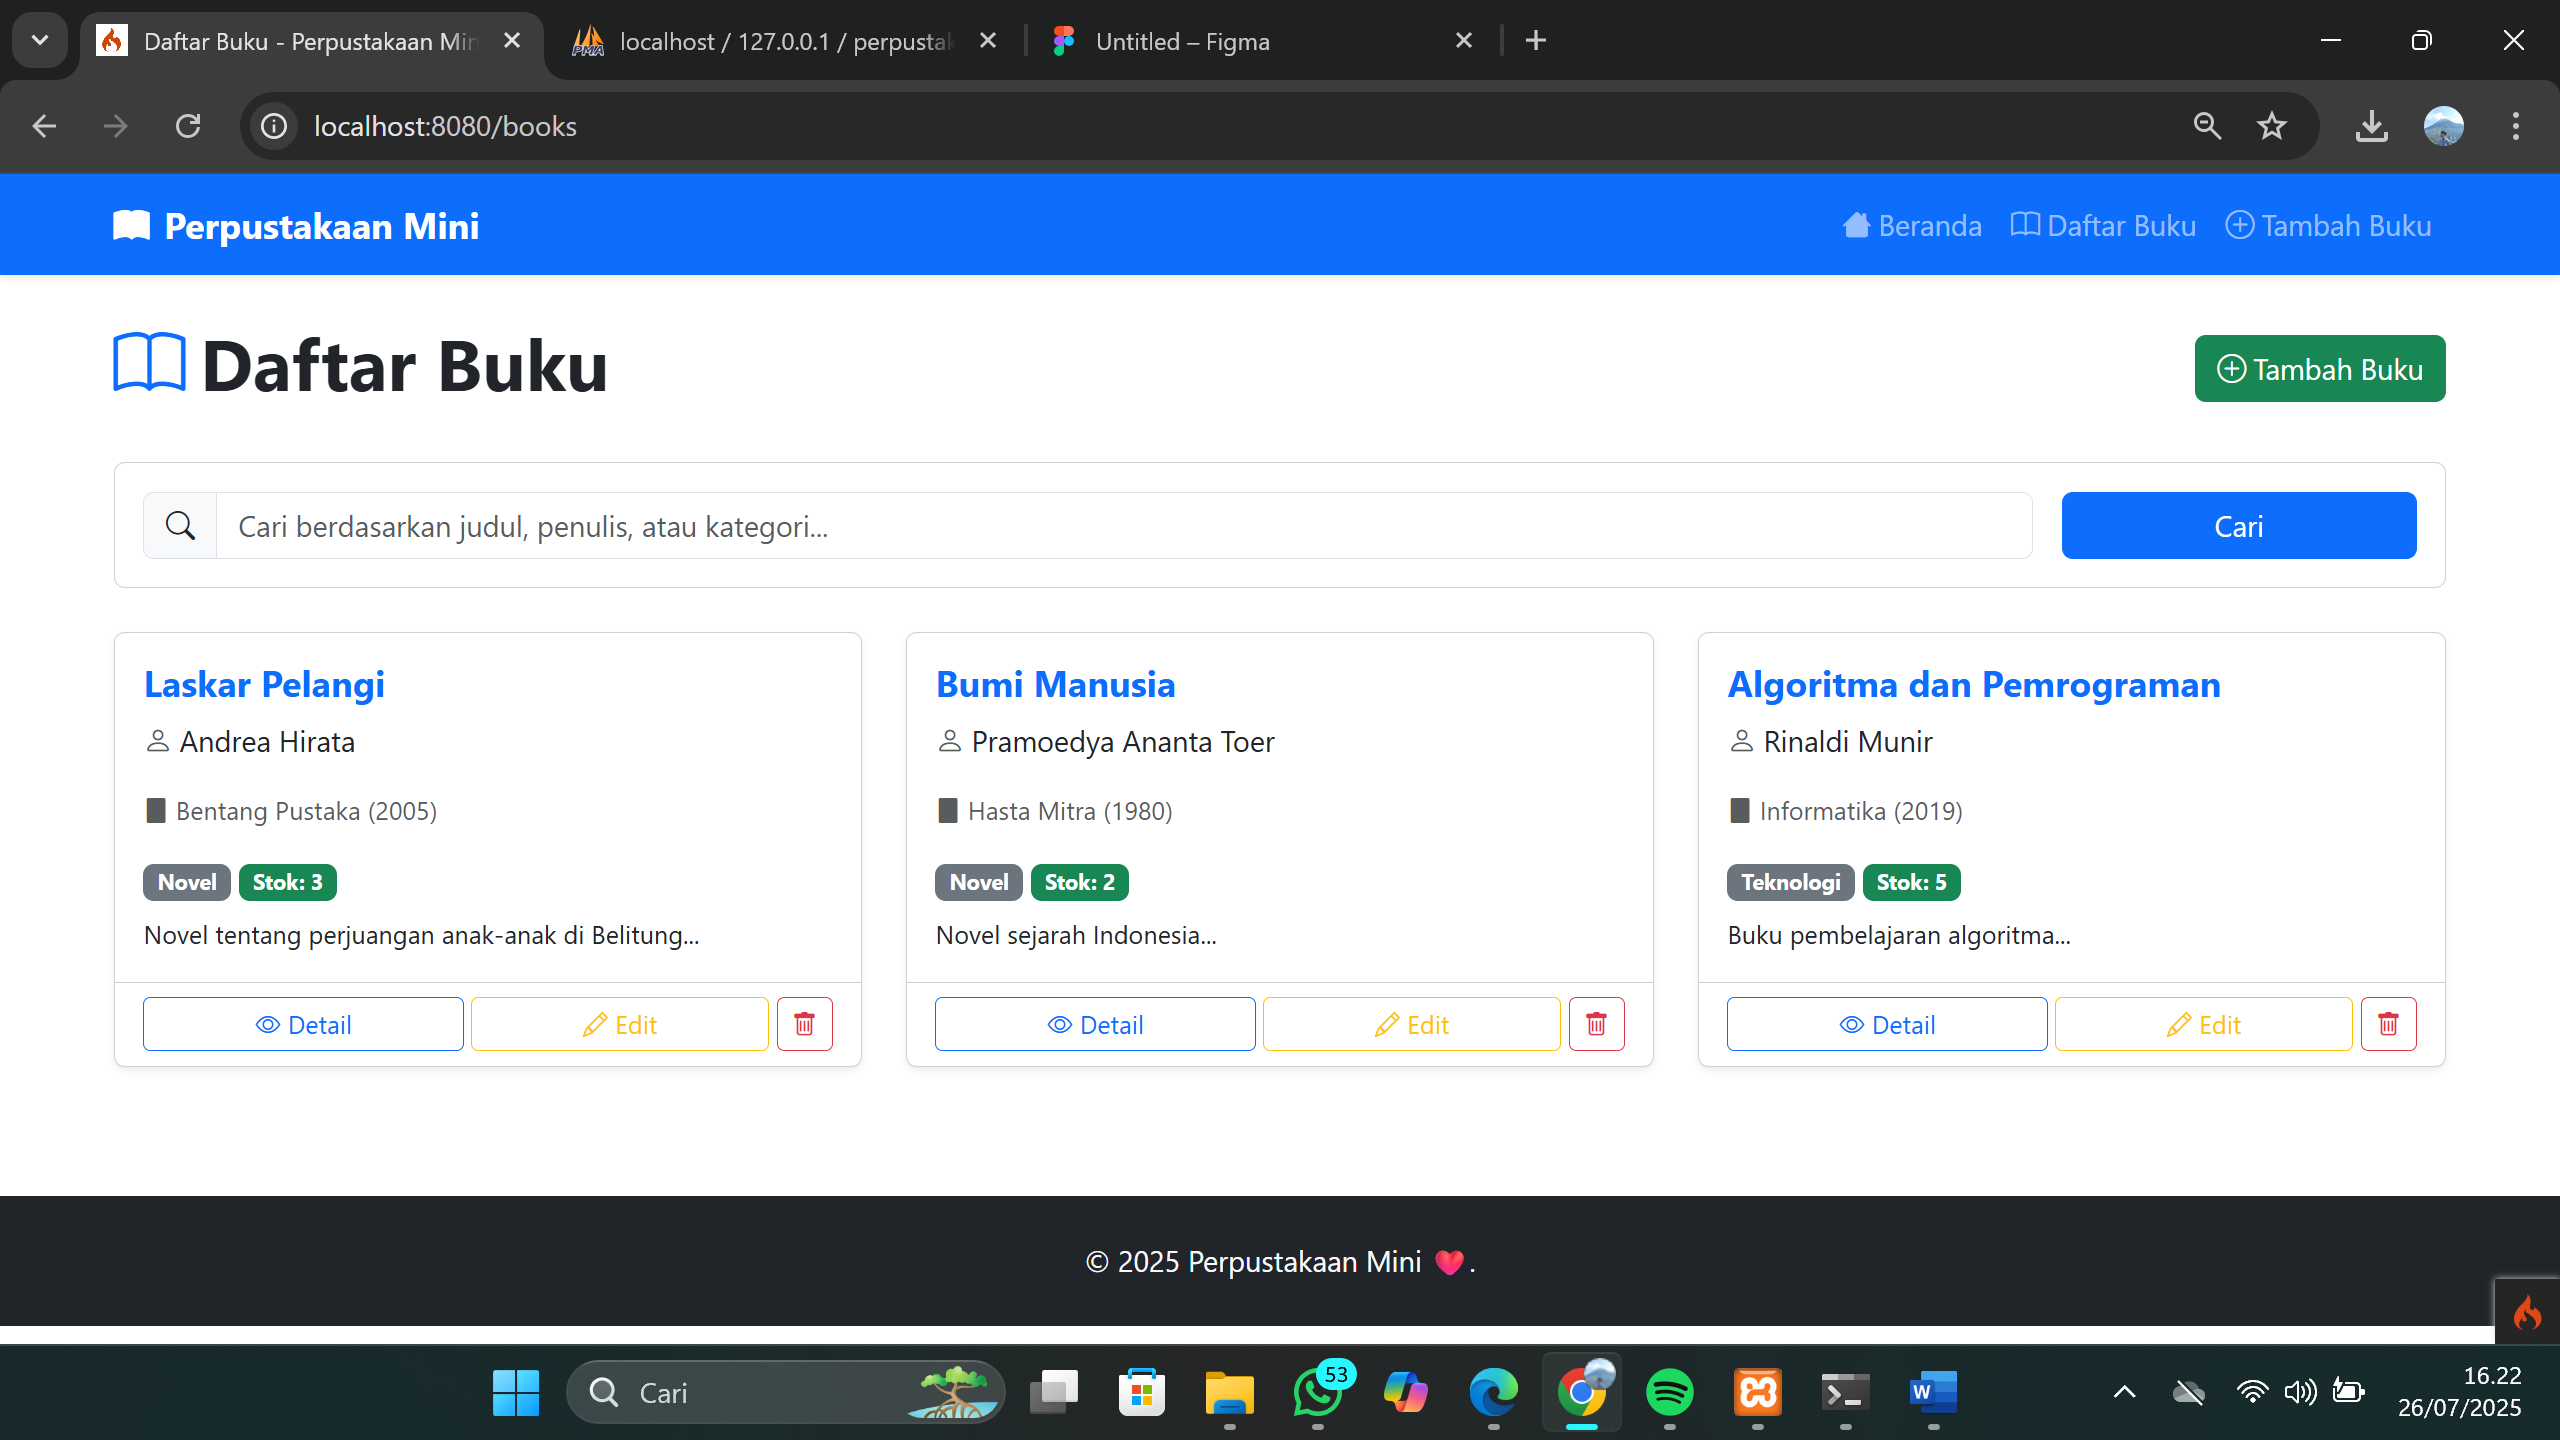 Daftar Buku - Perpustakaan Min
localhost / 127.0.0.1 / perpustak
Untitled – Figma
localhost:8080/books
Perpustakaan Mini
Beranda
Daftar Buku
Tambah Buku
Daftar Buku
Tambah Buku
Cari berdasarkan judul, penulis, atau kategori...
Cari
Laskar Pelangi
Andrea Hirata
Bentang Pustaka (2005)
Novel
Stok: 3
Novel tentang perjuangan anak-anak di Belitung...
Detail
Edit
Bumi Manusia
Pramoedya Ananta Toer
Hasta Mitra (1980)
Novel
Stok: 2
Novel sejarah Indonesia...
Detail
Edit
Algoritma dan Pemrograman
Rinaldi Munir
Informatika (2019)
Teknologi
Stok: 5
Buku pembelajaran algoritma...
Detail
Edit
© 2025 Perpustakaan Mini ❤️.
Cari
53
16.22
26/07/2025